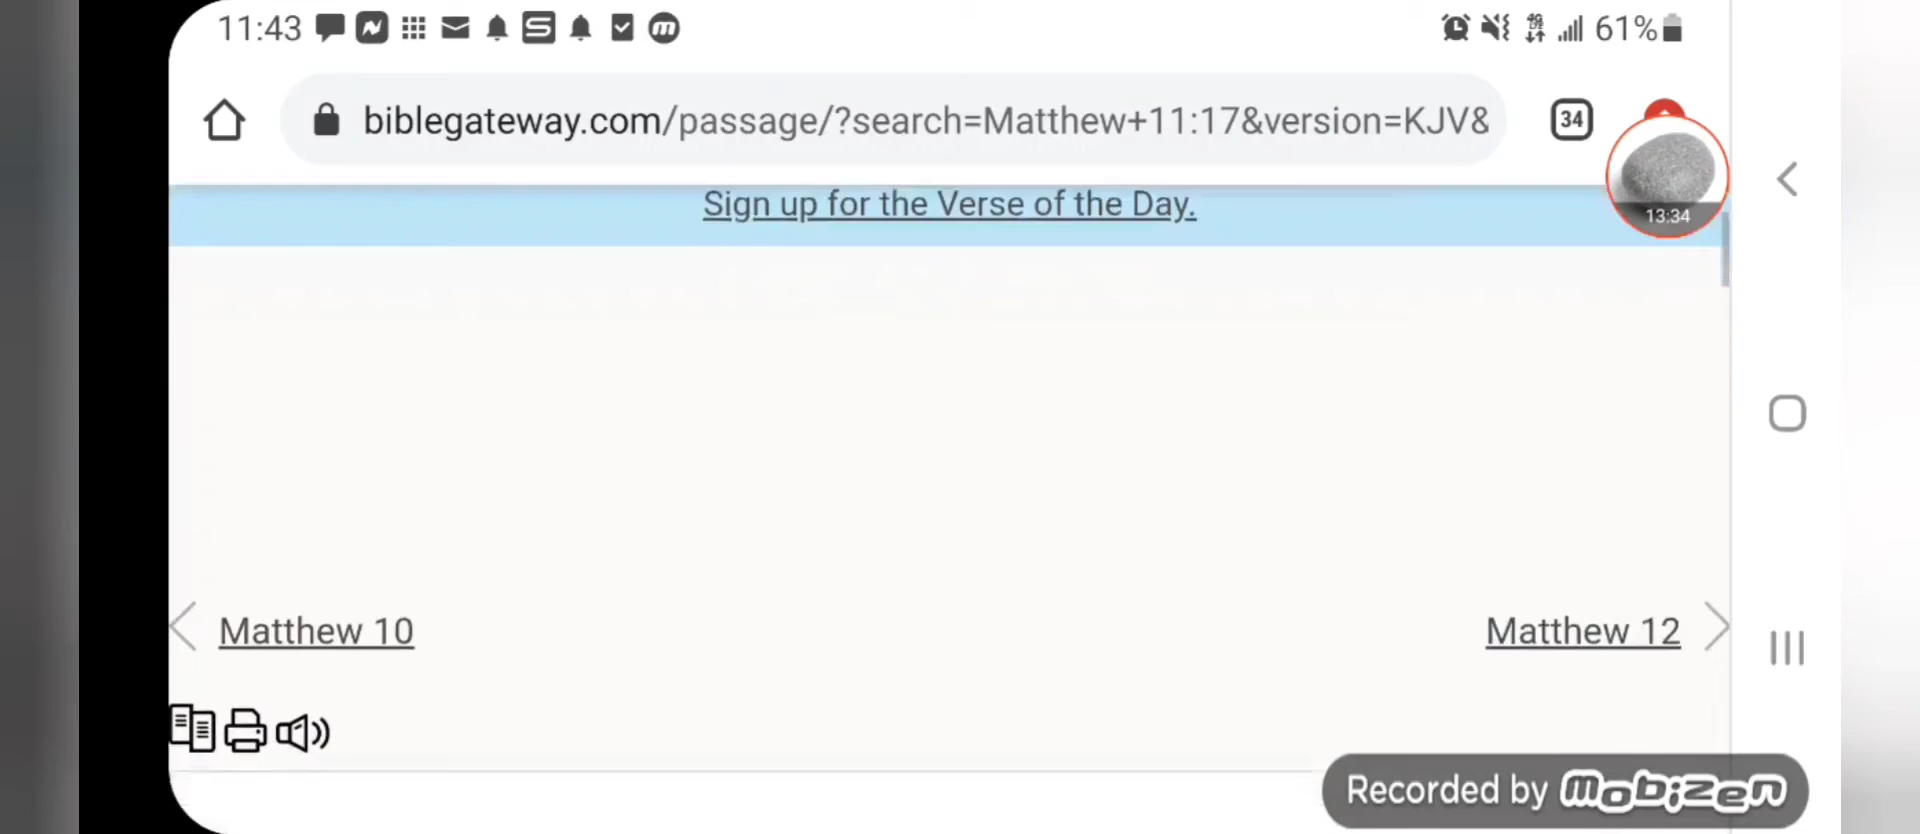 11:43 61%
biblegateway.com/passage/?search=Matthew+11:17&version=KJV& 34
Sign up for the Verse of the Day.
13:34
Matthew 10 Matthew 12
Recorded by mobizen